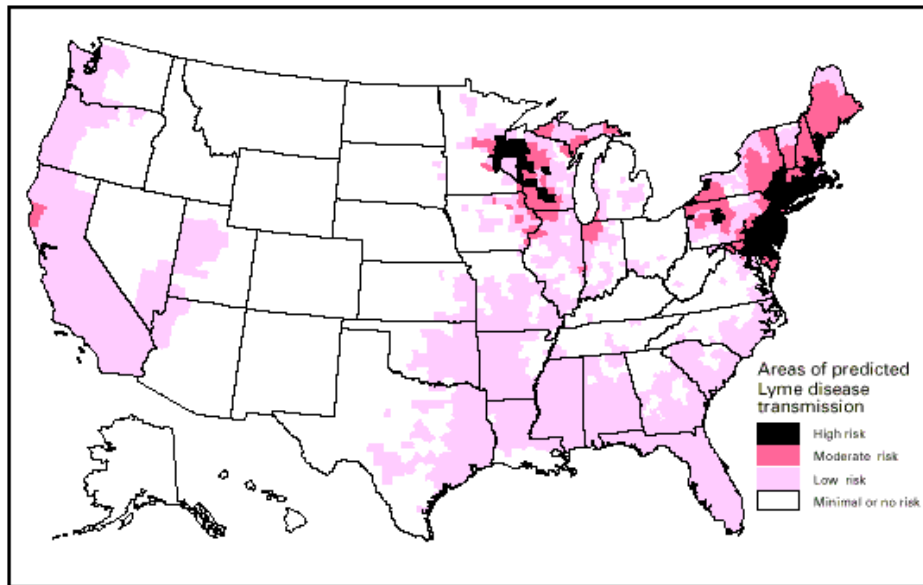 Areas of predicted
Lyme disease
transmission
High risk
Moderate risk
Low risk
Minimal or no risk